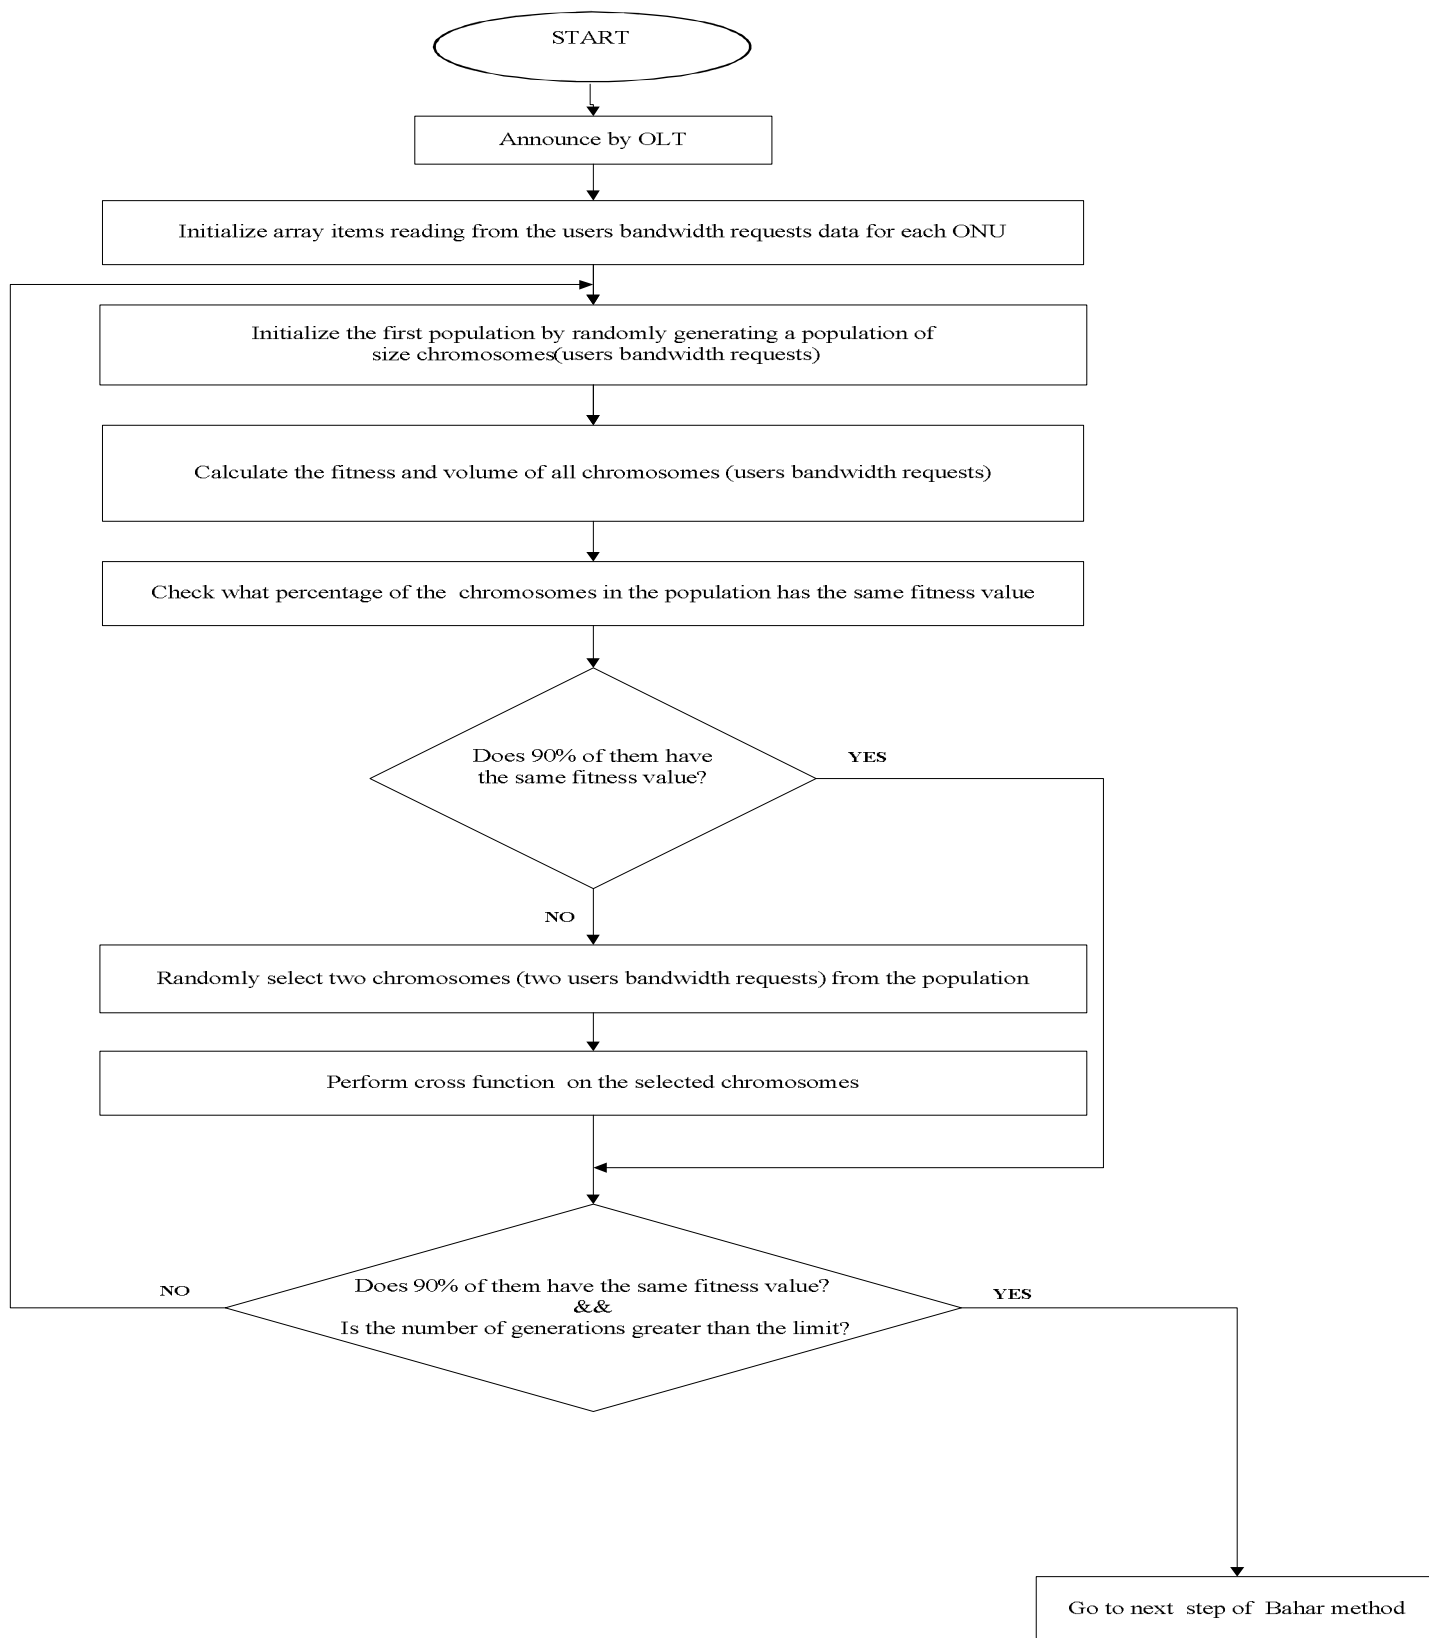 START
Announce by OLT
Initialize array items reading from the users bandwidth requests data for each ONU
Initialize the first population by randomly generating a population of
size chromosomes(users bandwidth requests)
Calculate the fitness and volume of all chromosomes (users bandwidth requests)
Check what percentage of the chromosomes in the population has the same fitness value
Does 90% of them have
the same fitness value?
YES
NO
Randomly select two chromosomes (two users bandwidth requests) from the population
Perform cross function on the selected chromosomes
Does 90% of them have the same fitness value?
&&
Is the number of generations greater than the limit?
NO
YES
Go to next step of Bahar method